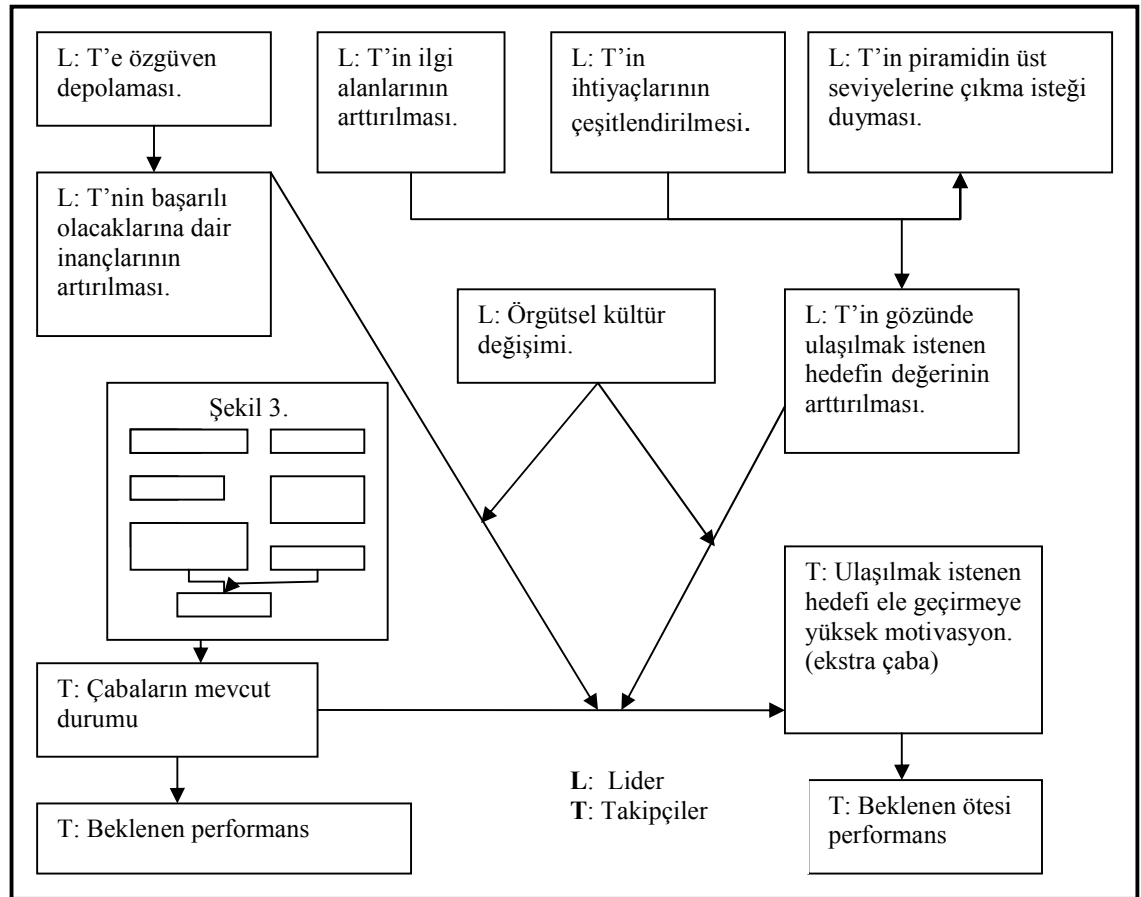 L: T'e özgüven
depolaması.
L: T'in ilgi
alanlarının
arttırılması.
L: T'in
ihtiyaçlarının
çeşitlendirilmesi.
L: T'in piramidin üst
seviyelerine çıkma isteği
duyması.
L: T'nin başarılı
olacaklarına dair
inançlarının
artırılması.
L: Örgütsel kültür
değişimi.
L: T'in gözünde
ulaşılmak istenen
hedefin değerinin
arttırılması.
Şekil 3.
T: Ulaşılmak istenen
hedefi ele geçirmeye
yüksek motivasyon.
(ekstra çaba)
T: Çabaların mevcut
durumu
L: Lider
T: Takipçiler
T: Beklenen performans
T: Beklenen ötesi
performans